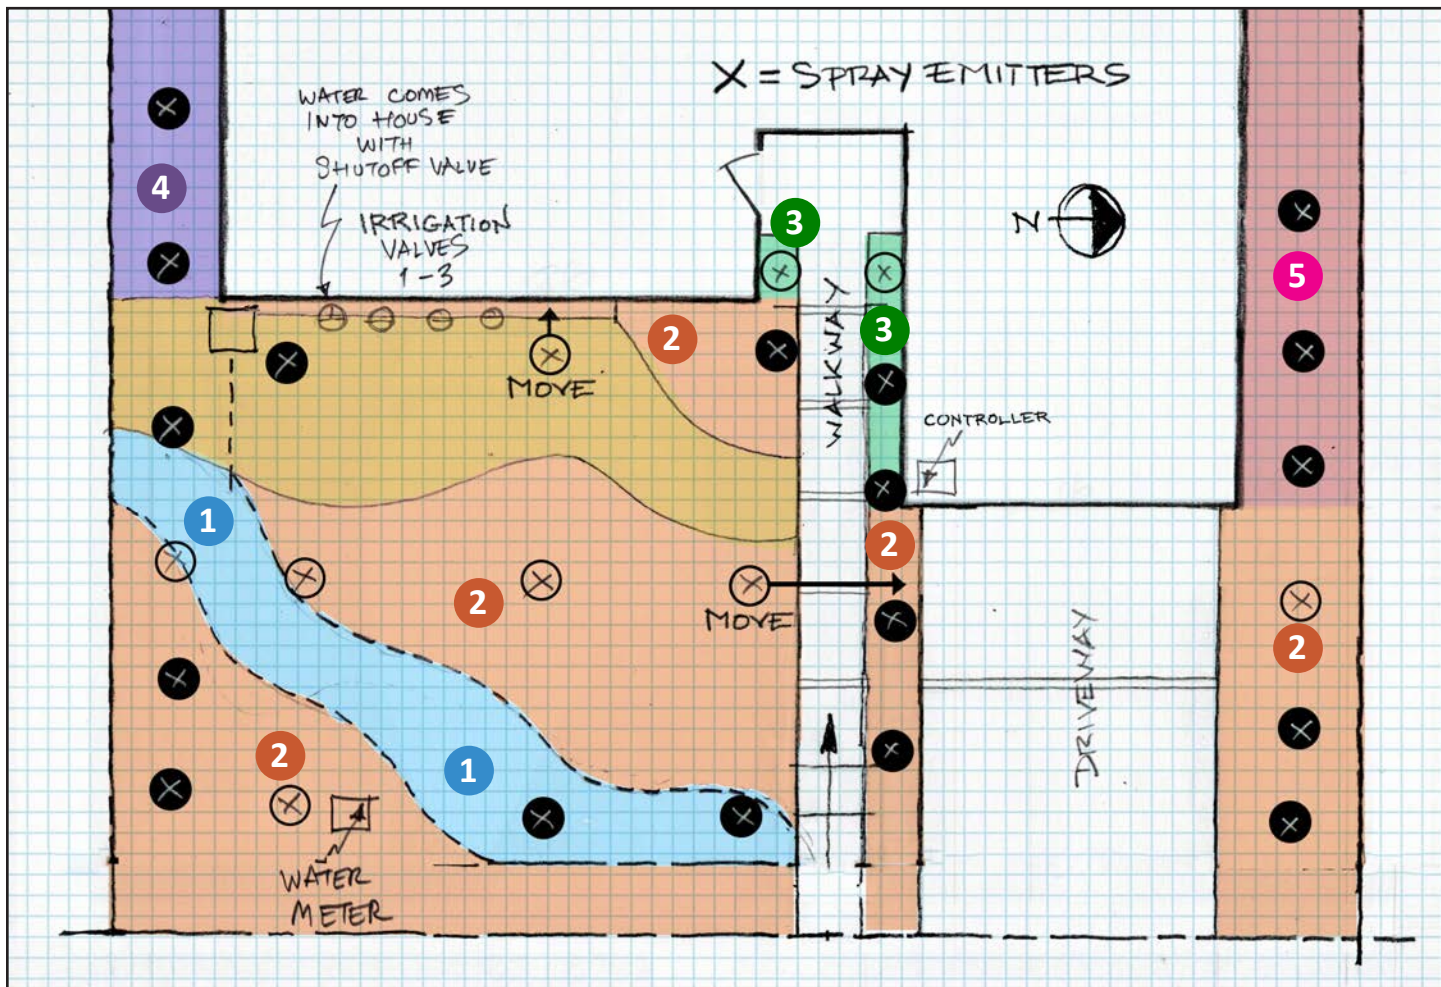 X = SPRAY EMITTERS
WATER COMES
INTO HOUSE
WITH
SHUTOFF VALVE
4
3
IRRIGATION
VALVES
1-3
N
5
2
3
MOVE
WALKWAY
CONTROLLER
1
2
2
MOVE
2
DRIVEWAY
2
1
WATER
METER